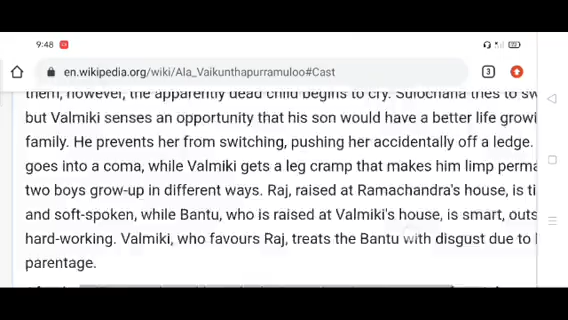 9:48
en.wikipedia.org/wiki/Ala_Vaikunthapurramuloo#Cast
3
them, however, the apparently dead child begins to cry. Sulochana tries to sw
but Valmiki senses an opportunity that his son would have a better life growi
family. He prevents her from switching, pushing her accidentally off a ledge.
goes into a coma, while Valmiki gets a leg cramp that makes him limp perma
two boys grow-up in different ways. Raj, raised at Ramachandra's house, is ti
and soft-spoken, while Bantu, who is raised at Valmiki's house, is smart, outs
hard-working. Valmiki, who favours Raj, treats the Bantu with disgust due to
parentage.